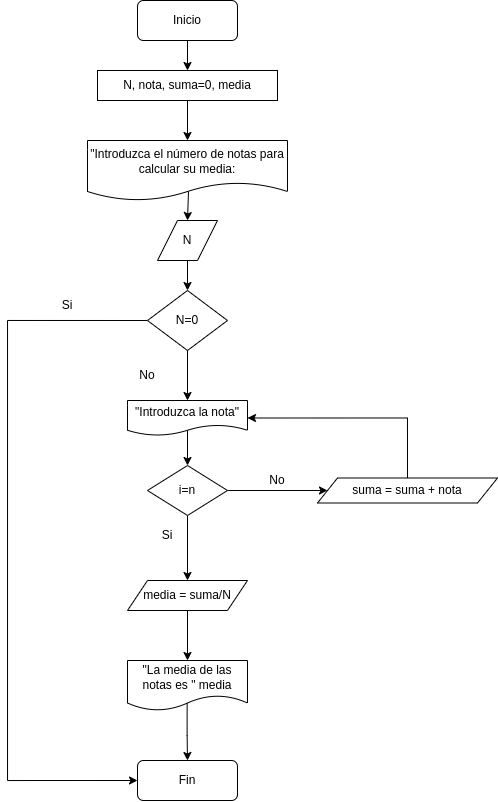 Inicio
N, nota, suma=0, media
"Introduzca el número de notas para
calcular su media:
N
Si
N=0
No
"Introduzca la nota"
i=n
No
suma = suma + nota
Si
media = suma/N
"La media de las
notas es " media
Fin